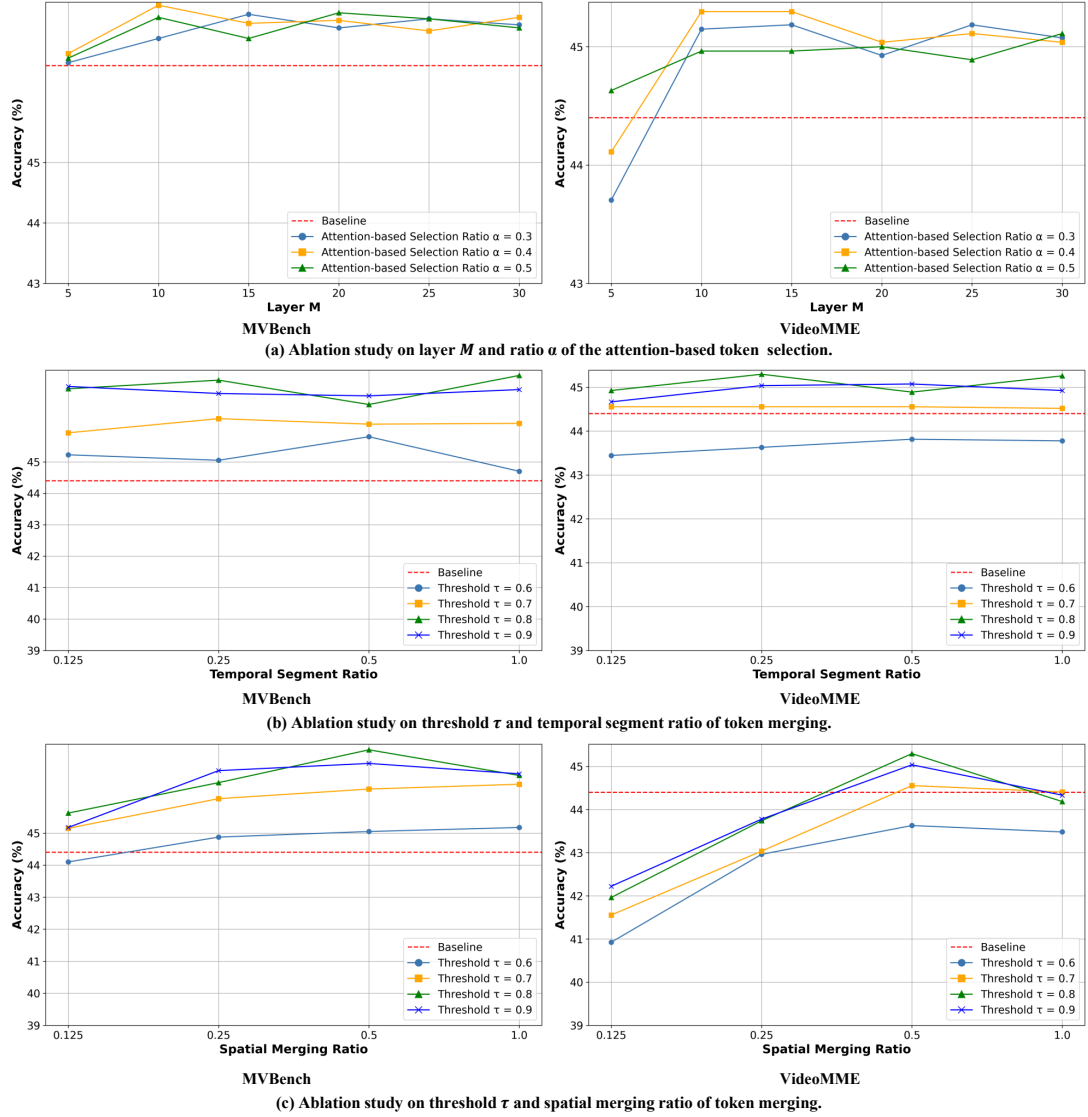 Accuracy (%)
45
44
43
5 10 15 20 25 30
Layer M
Baseline
Attention-based Selection Ratio α = 0.3
Attention-based Selection Ratio α = 0.4
Attention-based Selection Ratio α = 0.5
MVBench
Accuracy (%)
45
44
43
5 10 15 20 25 30
Layer M
Baseline
Attention-based Selection Ratio α = 0.3
Attention-based Selection Ratio α = 0.4
Attention-based Selection Ratio α = 0.5
VideoMME
(a) Ablation study on layer M and ratio α of the attention-based token selection.
Accuracy (%)
45
44
43
42
41
40
39
0.125 0.25 0.5 1.0
Temporal Segment Ratio
Baseline
Threshold τ = 0.6
Threshold τ = 0.7
Threshold τ = 0.8
Threshold τ = 0.9
MVBench
Accuracy (%)
45
44
43
42
41
40
39
0.125 0.25 0.5 1.0
Temporal Segment Ratio
Baseline
Threshold τ = 0.6
Threshold τ = 0.7
Threshold τ = 0.8
Threshold τ = 0.9
VideoMME
(b) Ablation study on threshold τ and temporal segment ratio of token merging.
Accuracy (%)
45
44
43
42
41
40
39
0.125 0.25 0.5 1.0
Spatial Merging Ratio
Baseline
Threshold τ = 0.6
Threshold τ = 0.7
Threshold τ = 0.8
Threshold τ = 0.9
MVBench
Accuracy (%)
45
44
43
42
41
40
39
0.125 0.25 0.5 1.0
Spatial Merging Ratio
Baseline
Threshold τ = 0.6
Threshold τ = 0.7
Threshold τ = 0.8
Threshold τ = 0.9
VideoMME
(c) Ablation study on threshold τ and spatial merging ratio of token merging.